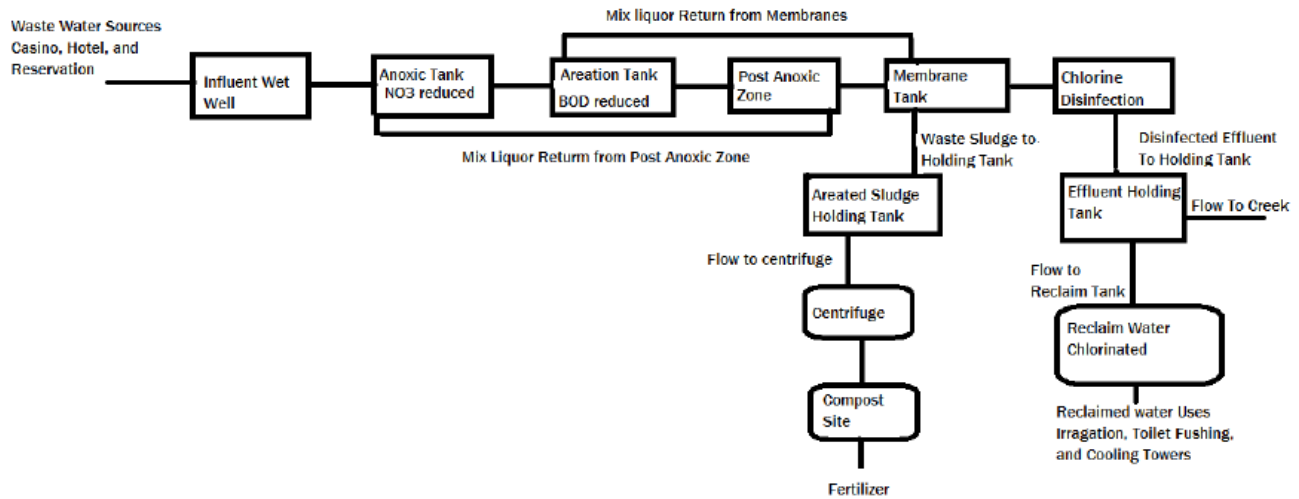 Mix liquor Return from Membranes
Waste Water Sources
Casino, Hotel, and
Reservation
Influent Wet
Well
Anoxic Tank
NO3 reduced
Areation Tank
BOD reduced
Post Anoxic
Zone
Membrane
Tank
Chlorine
Disinfection
Mix Liquor Returm from Post Anoxic Zone
Waste Sludge to
Holding Tank
Disinfected Effluent
To Holding Tank
Areated Sludge
Holding Tank
Effluent Holding
Tank
Flow To Creek
Flow to centrifuge
Flow to
Reclaim Tank
Centrifuge
Reclaim Water
Chlorinated
Compost
Site
Reclaimed water Uses
Irragation, Toilet Fushing,
and Cooling Towers
Fertilizer